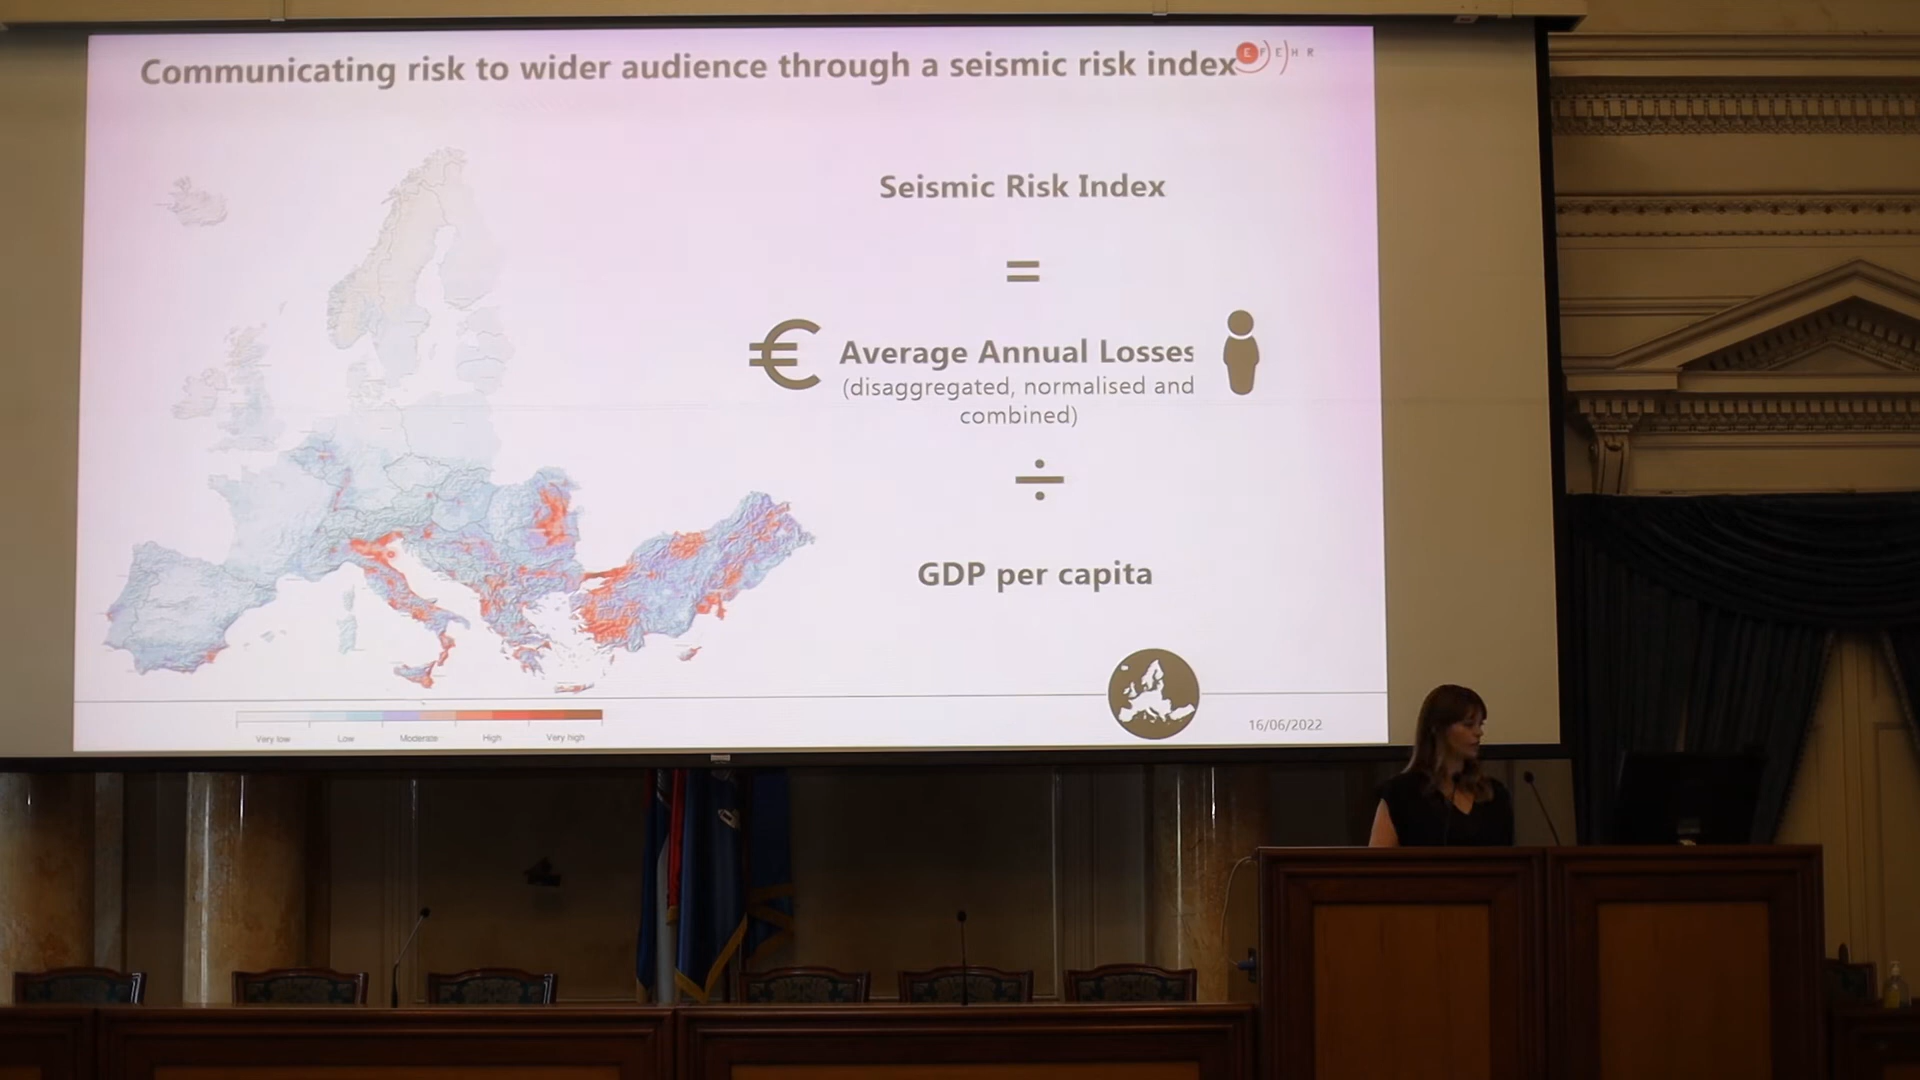 Communicating risk to wider audience through a seismic risk index
E F E H R
Seismic Risk Index
=
€ Average Annual Losses
(disaggregated, normalised and
combined)
÷
GDP per capita
16/06/2022
Very low Low Moderate High Very high